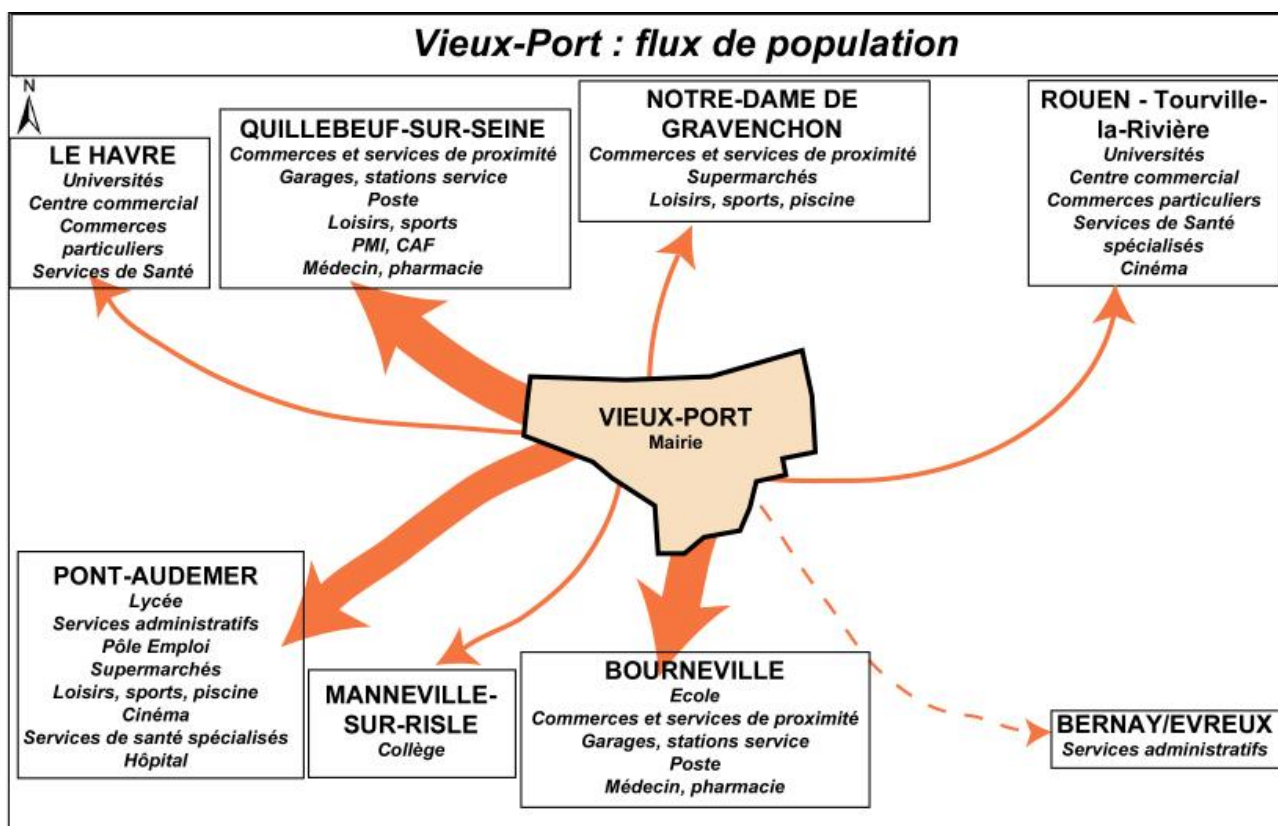 Vieux-Port : flux de population
N
LE HAVRE
Universités
Centre commercial
Commerces
particuliers
Services de Santé
QUILLEBEUF-SUR-SEINE
Commerces et services de proximité
Garages, stations service
Poste
Loisirs, sports
PMI, CAF
Médecin, pharmacie
NOTRE-DAME DE
GRAVENCHON
Commerces et services de proximité
Supermarchés
Loisirs, sports, piscine
ROUEN - Tourville-
la-Rivière
Universités
Centre commercial
Commerces particuliers
Services de Santé
spécialisés
Cinéma
VIEUX-PORT
Mairie
PONT-AUDEMER
Lycée
Services administratifs
Pôle Emploi
Supermarchés
Loisirs, sports, piscine
Cinéma
Services de santé spécialisés
Hôpital
MANNEVILLE-
SUR-RISLE
Collège
BOURNEVILLE
Ecole
Commerces et services de proximité
Garages, stations service
Poste
Médecin, pharmacie
BERNAY/EVREUX
Services administratifs